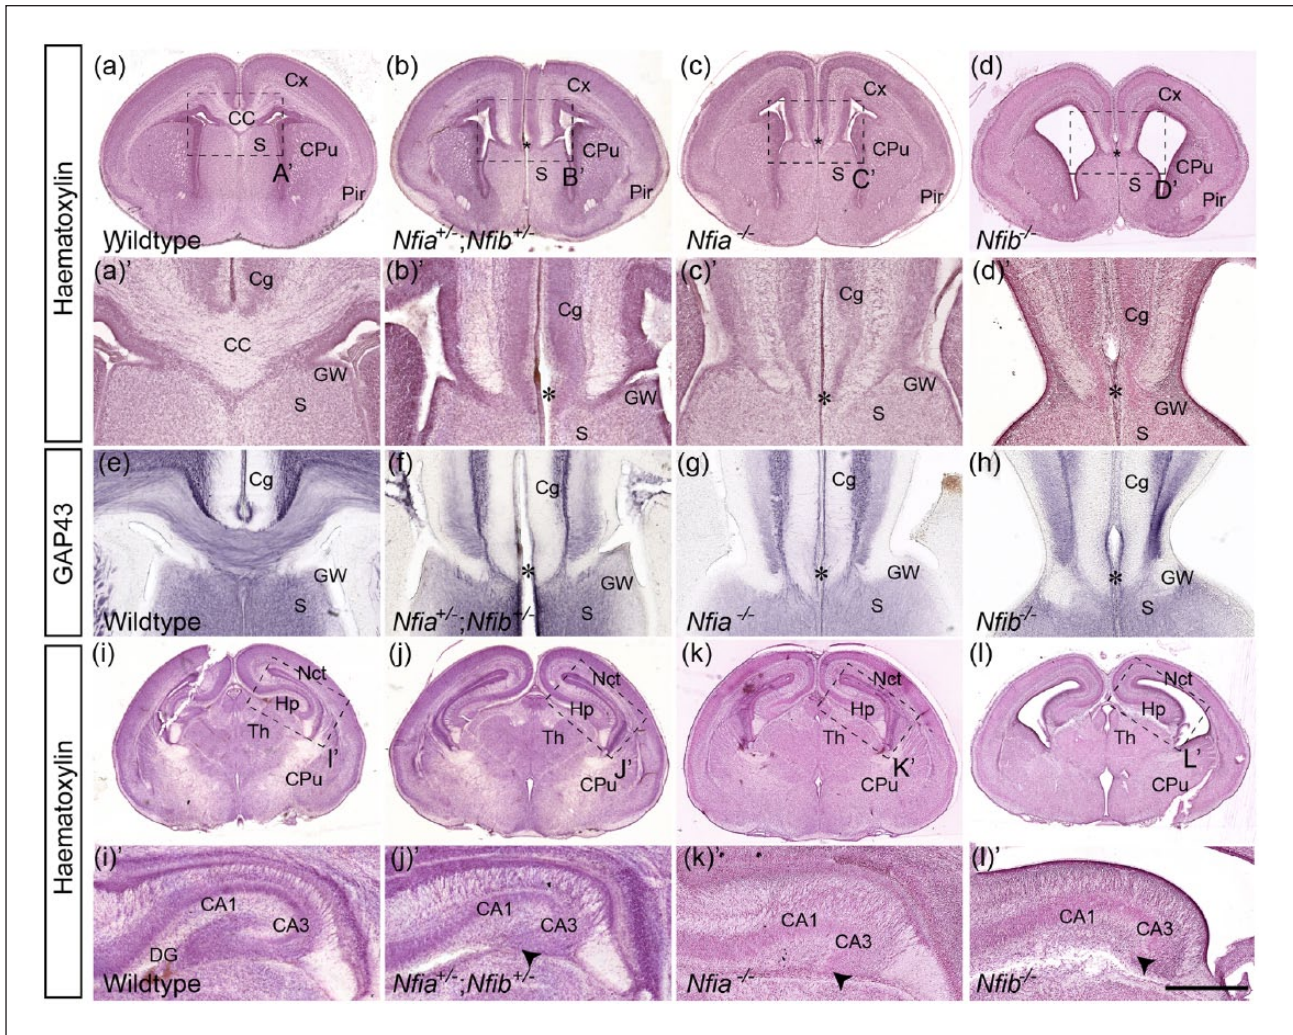 Haematoxylin
(a)
Cx
CC
S
CPu
A'
Pir
Wildtype
(b)
Cx
*
CPu
S
B'
Pir
Nfia+/-;Nfib+/-
(c)
Cx
*
CPu
S
C'
Pir
Nfia-/-
(d)
Cx
*
CPu
S
D'
Pir
Nfib-/-
(a)'
Cg
CC
GW
S
(b)'
Cg
GW
*
S
(c)'
Cg
GW
*
S
(d)'
Cg
*
GW
S
GAP43
(e)
Cg
GW
S
Wildtype
(f)
Cg
*
GW
S
Nfia+/-;Nfib+/-
(g)
Cg
*
GW
S
Nfia-/-
(h)
Cg
*
GW
S
Nfib-/-
Haematoxylin
(i)
Nct
Hp
Th
I'
CPu
(j)
Nct
Hp
Th
J'
CPu
(k)
Nct
Hp
Th
K'
CPu
(l)
Nct
Hp
Th
L'
CPu
(i)'
CA1
CA3
DG
Wildtype
(j)'
CA1
CA3
Nfia+/-;Nfib+/-
(k)'
CA1
CA3
Nfia-/-
(l)'
CA1
CA3
Nfib-/-